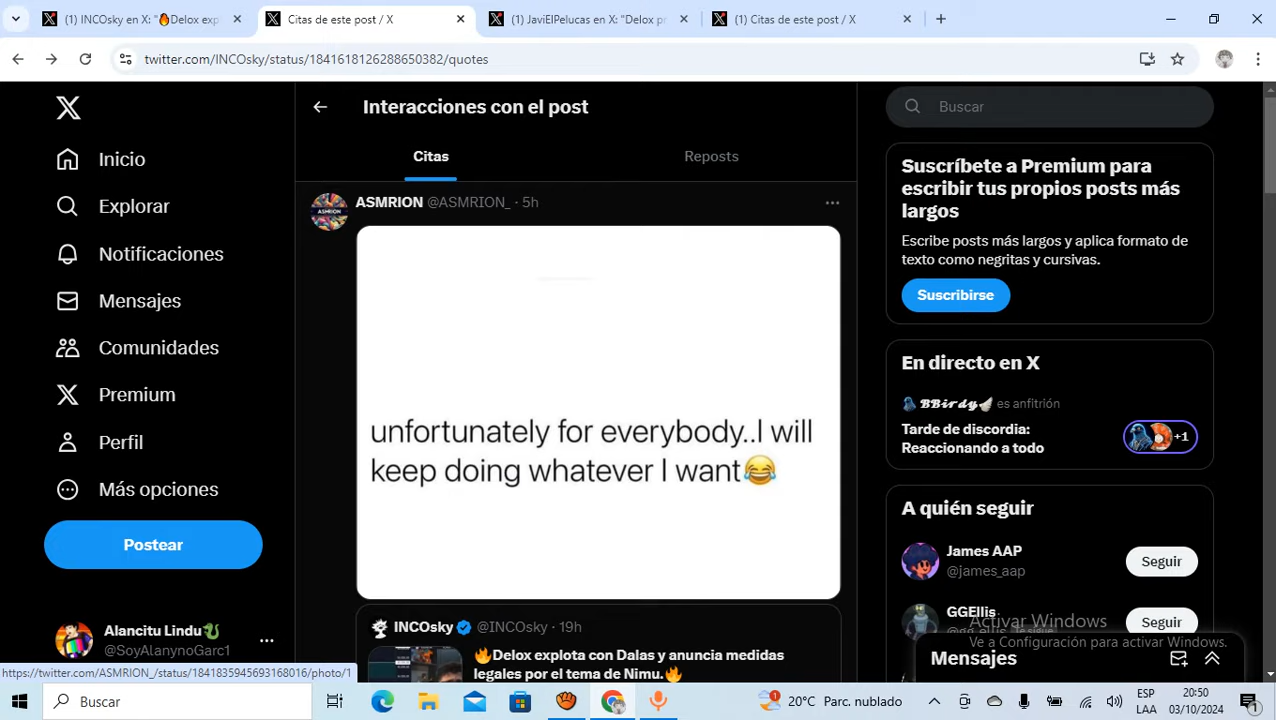 (1) INCOsky en X: "🔥Delox exp
Citas de este post / X
(1) JaviElPelucas en X: "Delox pr
(1) Citas de este post / X
twitter.com/INCOsky/status/1841618126288650382/quotes
Interacciones con el post
Buscar
Citas
Reposts
Inicio
Explorar
Notificaciones
Mensajes
Comunidades
Premium
Perfil
Más opciones
Postear
Alancitu Lindu🐉
@SoyAlanynoGarc1
ASMRION
ASMRION @ASMRION_ · 5h
unfortunately for everybody..I will
keep doing whatever I want😂
INCOsky @INCOsky · 19h
🔥Delox explota con Dalas y anuncia medidas
legales por el tema de Nimu.🔥
Suscríbete a Premium para
escribir tus propios posts más
largos
Escribe posts más largos y aplica formato de
texto como negritas y cursivas.
Suscribirse
En directo en X
𝓑𝓑𝓲𝓻𝓭𝔂 es anfitrión
Tarde de discordia:
Reaccionando a todo
+1
A quién seguir
James AAP
@james_aap
Seguir
GGEllis
@gg_ellis Te sigue
Seguir
Activar Windows
Ve a Configuración para activar Windows.
Mensajes
https://twitter.com/ASMRION_/status/1841835945693168016/photo/1
Buscar
20°C Parc. nublado
ESP
LAA
10:50
03/10/2024